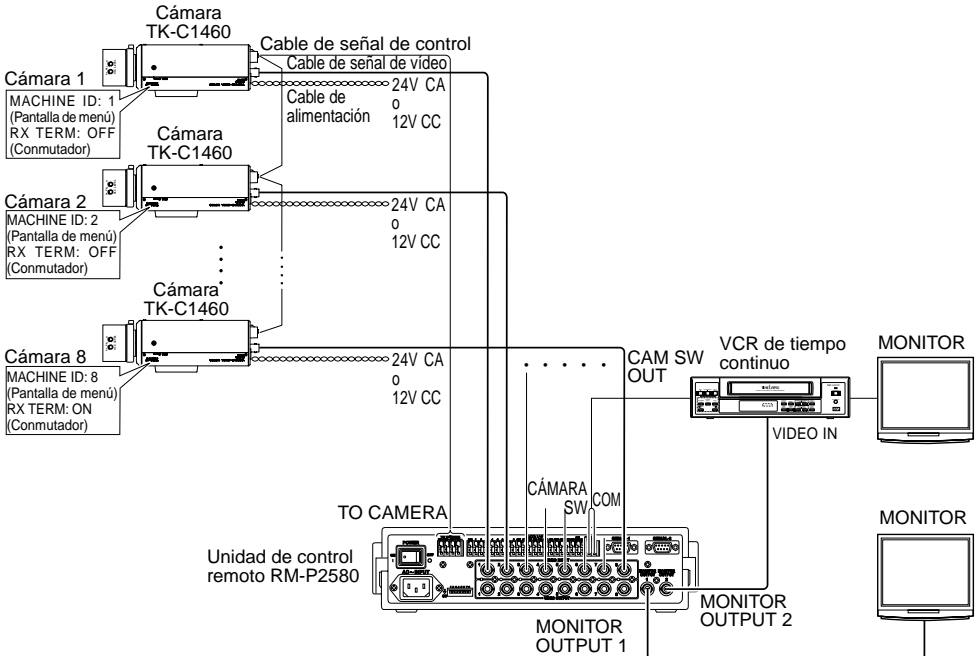 Cámara
TK-C1460
Cable de señal de control
Cable de señal de vídeo
Cámara 1
MACHINE ID: 1
(Pantalla de menú)
RX TERM: OFF
(Conmutador)
Cable de
alimentación
24V CA
o
12V CC
Cámara
TK-C1460
Cámara 2
MACHINE ID: 2
(Pantalla de menú)
RX TERM: OFF
(Conmutador)
24V CA
o
12V CC
Cámara
TK-C1460
Cámara 8
MACHINE ID: 8
(Pantalla de menú)
RX TERM: ON
(Conmutador)
24V CA
o
12V CC
CAM SW
OUT
VCR de tiempo
continuo
MONITOR
VIDEO IN
CÁMARA
SW
COM
TO CAMERA
MONITOR
Unidad de control
remoto RM-P2580
POWER
AC~INPUT
MONITOR
OUTPUT 2
MONITOR
OUTPUT 1